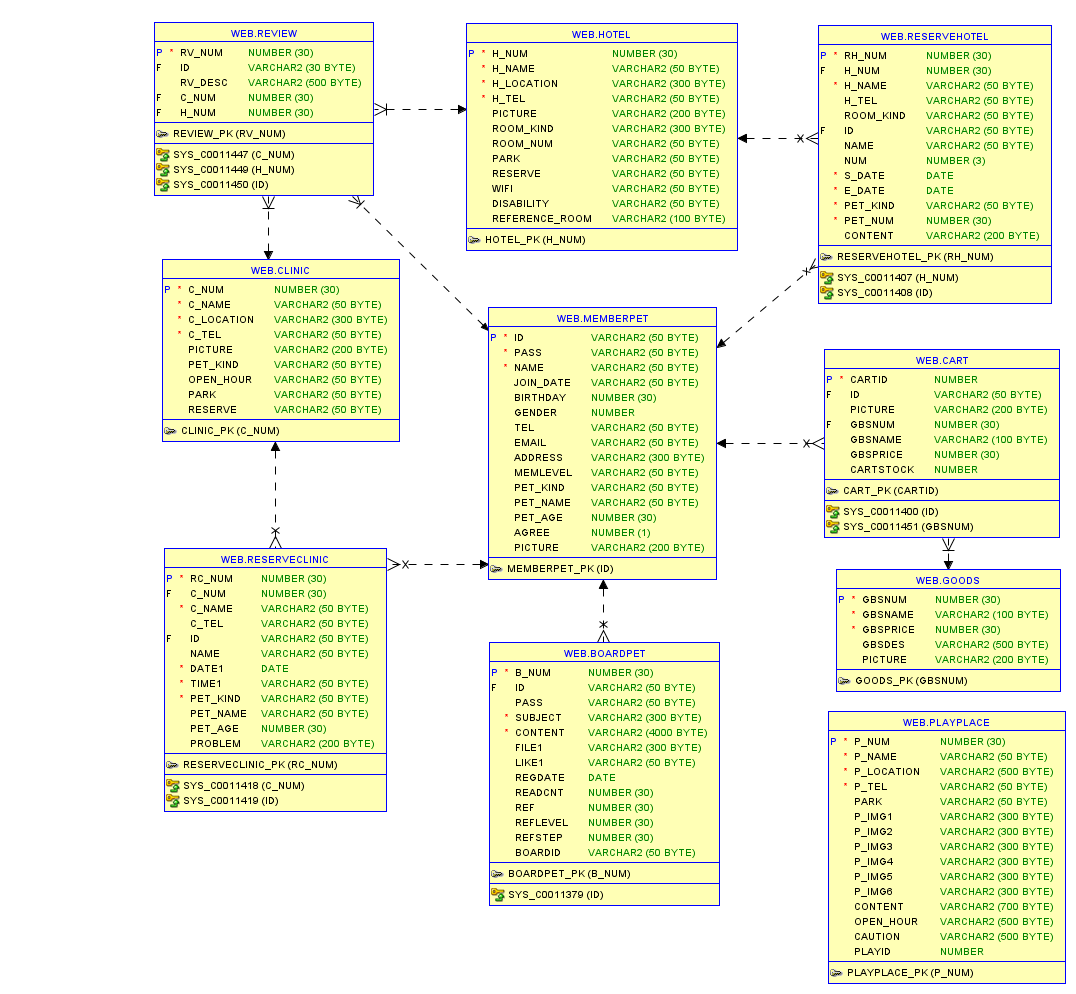 WEB.REVIEW
P * RV_NUM NUMBER (30)
F ID VARCHAR2 (30 BYTE)
RV_DESC VARCHAR2 (500 BYTE)
F C_NUM NUMBER (30)
F H_NUM NUMBER (30)
REVIEW_PK (RV_NUM)
SYS_C0011447 (C_NUM)
SYS_C0011449 (H_NUM)
SYS_C0011450 (ID)
WEB.HOTEL
P * H_NUM NUMBER (30)
* H_NAME VARCHAR2 (50 BYTE)
* H_LOCATION VARCHAR2 (300 BYTE)
* H_TEL VARCHAR2 (50 BYTE)
PICTURE VARCHAR2 (200 BYTE)
ROOM_KIND VARCHAR2 (300 BYTE)
ROOM_NUM VARCHAR2 (50 BYTE)
PARK VARCHAR2 (50 BYTE)
RESERVE VARCHAR2 (50 BYTE)
WIFI VARCHAR2 (50 BYTE)
DISABILITY VARCHAR2 (50 BYTE)
REFERENCE_ROOM VARCHAR2 (100 BYTE)
HOTEL_PK (H_NUM)
WEB.RESERVEHOTEL
P * RH_NUM NUMBER (30)
F H_NUM NUMBER (30)
* H_NAME VARCHAR2 (50 BYTE)
H_TEL VARCHAR2 (50 BYTE)
ROOM_KIND VARCHAR2 (50 BYTE)
F ID VARCHAR2 (50 BYTE)
NAME VARCHAR2 (50 BYTE)
NUM NUMBER (3)
* S_DATE DATE
* E_DATE DATE
* PET_KIND VARCHAR2 (50 BYTE)
* PET_NUM NUMBER (30)
CONTENT VARCHAR2 (200 BYTE)
RESERVEHOTEL_PK (RH_NUM)
SYS_C0011407 (H_NUM)
SYS_C0011408 (ID)
WEB.CLINIC
P * C_NUM NUMBER (30)
* C_NAME VARCHAR2 (50 BYTE)
* C_LOCATION VARCHAR2 (300 BYTE)
* C_TEL VARCHAR2 (50 BYTE)
PICTURE VARCHAR2 (200 BYTE)
PET_KIND VARCHAR2 (50 BYTE)
OPEN_HOUR VARCHAR2 (50 BYTE)
PARK VARCHAR2 (50 BYTE)
RESERVE VARCHAR2 (50 BYTE)
CLINIC_PK (C_NUM)
WEB.MEMBERPET
P * ID VARCHAR2 (50 BYTE)
* PASS VARCHAR2 (50 BYTE)
* NAME VARCHAR2 (50 BYTE)
JOIN_DATE VARCHAR2 (50 BYTE)
BIRTHDAY NUMBER (30)
GENDER NUMBER
TEL VARCHAR2 (50 BYTE)
EMAIL VARCHAR2 (50 BYTE)
ADDRESS VARCHAR2 (300 BYTE)
MEMLEVEL VARCHAR2 (50 BYTE)
PET_KIND VARCHAR2 (50 BYTE)
PET_NAME VARCHAR2 (50 BYTE)
PET_AGE NUMBER (30)
AGREE NUMBER (1)
PICTURE VARCHAR2 (200 BYTE)
MEMBERPET_PK (ID)
WEB.CART
P * CARTID NUMBER
F ID VARCHAR2 (50 BYTE)
PICTURE VARCHAR2 (200 BYTE)
F GBSNUM NUMBER (30)
GBSNAME VARCHAR2 (100 BYTE)
GBSPRICE NUMBER (30)
CARTSTOCK NUMBER
CART_PK (CARTID)
SYS_C0011400 (ID)
SYS_C0011451 (GBSNUM)
WEB.RESERVECLINIC
P * RC_NUM NUMBER (30)
F C_NUM NUMBER (30)
* C_NAME VARCHAR2 (50 BYTE)
C_TEL VARCHAR2 (50 BYTE)
F ID VARCHAR2 (50 BYTE)
NAME VARCHAR2 (50 BYTE)
* DATE1 DATE
* TIME1 VARCHAR2 (50 BYTE)
* PET_KIND VARCHAR2 (50 BYTE)
PET_NAME VARCHAR2 (50 BYTE)
PET_AGE NUMBER (30)
PROBLEM VARCHAR2 (200 BYTE)
RESERVECLINIC_PK (RC_NUM)
SYS_C0011418 (C_NUM)
SYS_C0011419 (ID)
WEB.GOODS
P * GBSNUM NUMBER (30)
* GBSNAME VARCHAR2 (100 BYTE)
* GBSPRICE NUMBER (30)
GBSDES VARCHAR2 (500 BYTE)
PICTURE VARCHAR2 (200 BYTE)
GOODS_PK (GBSNUM)
WEB.BOARDPET
P * B_NUM NUMBER (30)
F ID VARCHAR2 (50 BYTE)
PASS VARCHAR2 (50 BYTE)
* SUBJECT VARCHAR2 (300 BYTE)
* CONTENT VARCHAR2 (4000 BYTE)
FILE1 VARCHAR2 (300 BYTE)
LIKE1 VARCHAR2 (50 BYTE)
REGDATE DATE
READCNT NUMBER (30)
REF NUMBER (30)
REFLEVEL NUMBER (30)
REFSTEP NUMBER (30)
BOARDID VARCHAR2 (50 BYTE)
BOARDPET_PK (B_NUM)
SYS_C0011379 (ID)
WEB.PLAYPLACE
P * P_NUM NUMBER (30)
* P_NAME VARCHAR2 (50 BYTE)
* P_LOCATION VARCHAR2 (500 BYTE)
* P_TEL VARCHAR2 (50 BYTE)
PARK VARCHAR2 (50 BYTE)
P_IMG1 VARCHAR2 (300 BYTE)
P_IMG2 VARCHAR2 (300 BYTE)
P_IMG3 VARCHAR2 (300 BYTE)
P_IMG4 VARCHAR2 (300 BYTE)
P_IMG5 VARCHAR2 (300 BYTE)
P_IMG6 VARCHAR2 (300 BYTE)
CONTENT VARCHAR2 (700 BYTE)
OPEN_HOUR VARCHAR2 (500 BYTE)
CAUTION VARCHAR2 (500 BYTE)
PLAYID NUMBER
PLAYPLACE_PK (P_NUM)